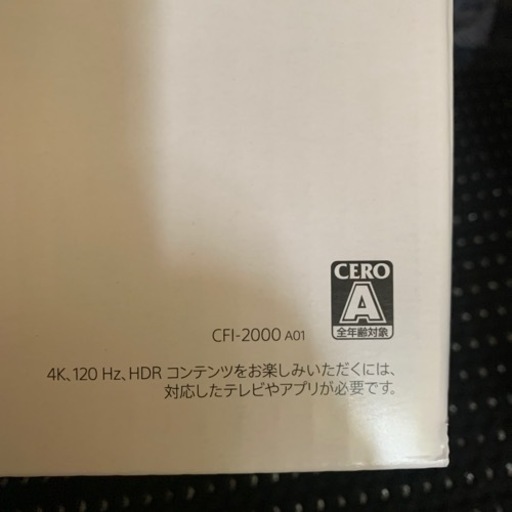 CERO
A
全年齢対象
CFI-2000 A01
4K、120 Hz、HDR コンテンツをお楽しみいただくには、
対応したテレビやアプリが必要です。